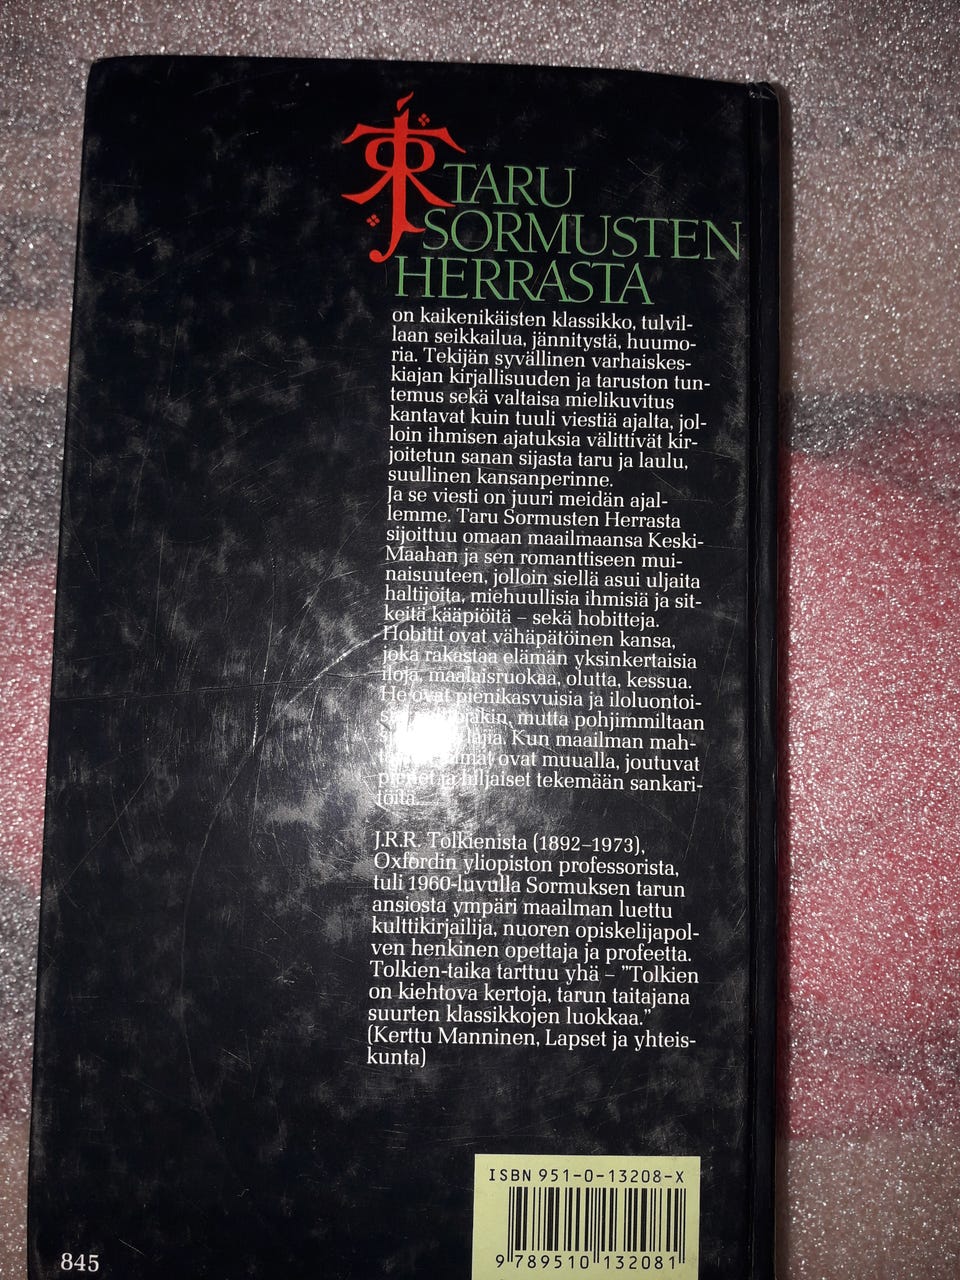 TARU
SORMUSTEN
HERRASTA
on kaikenikäisten klassikko, tulvil-
laan seikkailua, jännitystä, huumo-
ria. Tekijän syvällinen varhaiskes-
kiajan kirjallisuuden ja taruston tun-
temus sekä valtaisa mielikuvitus
kantavat kuin tuuli viestiä ajalta, jol-
loin ihmisen ajatuksia välittivät kir-
joitetun sanan sijasta taru ja laulu,
suullinen kansanperinne.
Ja se viesti on juuri meidän ajal-
lemme. Taru Sormusten Herrasta
sijoittuu omaan maailmaansa Keski-
Maahan ja sen romanttiseen mui-
naisuuteen, jolloin siellä asui uljaita
haltijoita, miehuullisia ihmisiä ja sit-
keitä kääpiöitä – sekä hobitteja.
Hobitit ovat vähäpätöinen kansa,
joka rakastaa elämän yksinkertaisia
iloja, maalaisruokaa, olutta, kessua.
He ovat pienikasvuisia ja iloluontoi-
mutta pohjimmiltaan
Kun maailman mah-
ovat muualla, joutuvat
pienet ja hiljaiset tekemään sankari-
töitä.
J.R.R. Tolkienista (1892–1973),
Oxfordin yliopiston professorista,
tuli 1960-luvulla Sormuksen tarun
ansiosta ympäri maailman luettu
kulttikirjailija, nuoren opiskelijapol-
ven henkinen opettaja ja profeetta.
Tolkien-taika tarttuu yhä – ”Tolkien
on kiehtova kertoja, tarun taitajana
suurten klassikkojen luokkaa.”
(Kerttu Manninen, Lapset ja yhteis-
kunta)
ISBN 951-0-13208-X
9 789510 132081
845